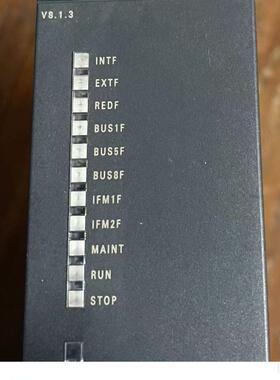 V8.1.3
INTF
EXTF
REDF
BUS1F
BUS5F
BUS8F
IFM1F
IFM2F
MAINT
RUN
STOP